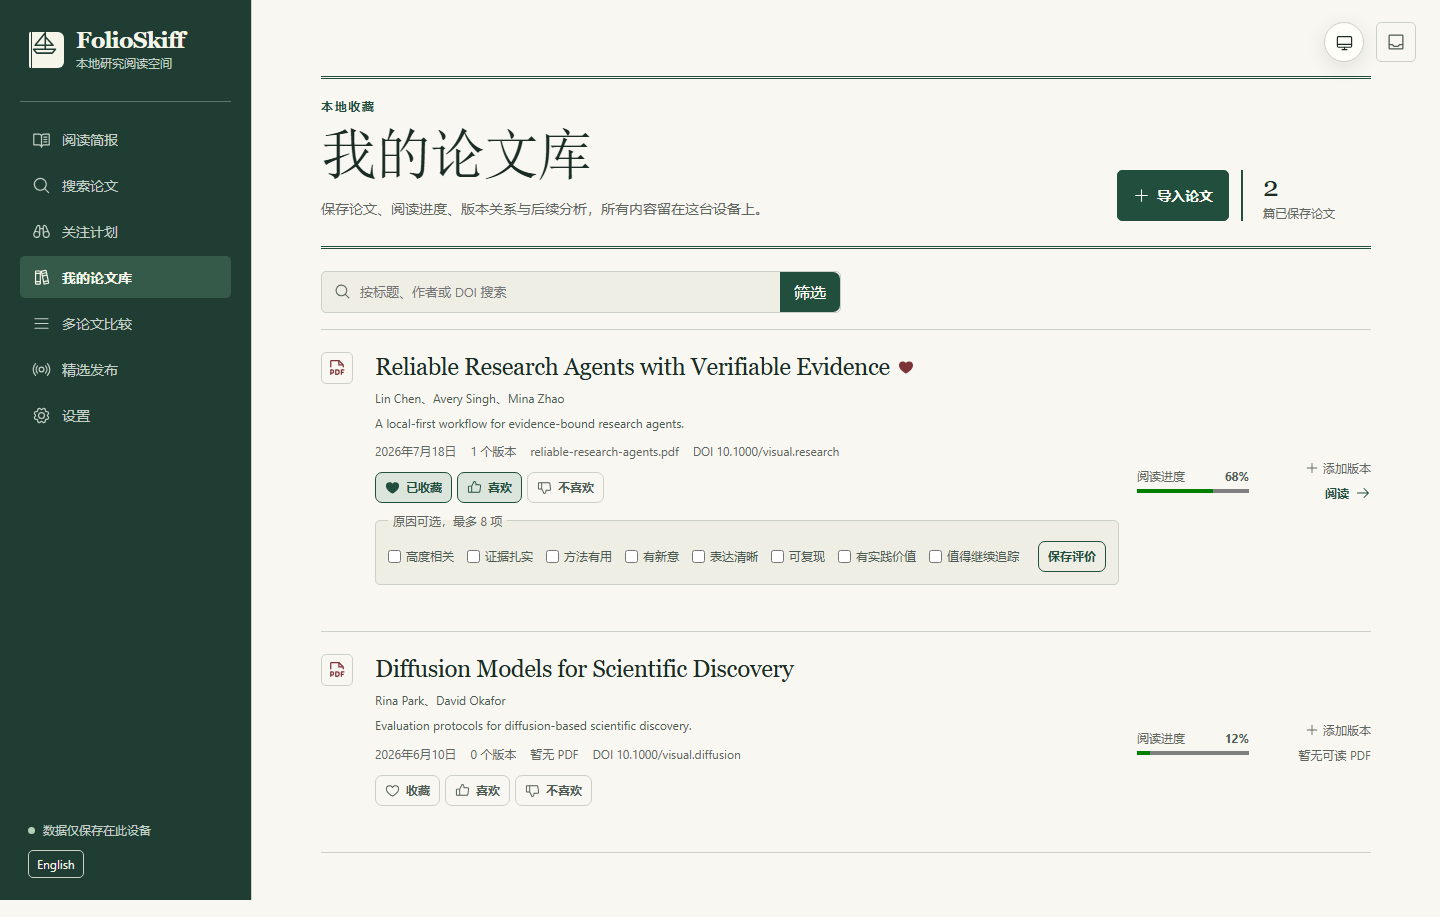 FolioSkiff
本地研究阅读空间
阅读简报
搜索论文
关注计划
我的论文库
多论文比较
精选发布
设置
数据仅保存在此设备
English
本地收藏
我的论文库
保存论文、阅读进度、版本关系与后续分析，所有内容留在这台设备上。
导入论文
2
篇已保存论文
按标题、作者或 DOI 搜索
筛选
PDF
Reliable Research Agents with Verifiable Evidence
Lin Chen、Avery Singh、Mina Zhao
A local-first workflow for evidence-bound research agents.
2026年7月18日 1 个版本 reliable-research-agents.pdf DOI 10.1000/visual.research
已收藏 喜欢 不喜欢
原因可选，最多 8 项
高度相关 证据扎实 方法有用 有新意 表达清晰 可复现 有实践价值 值得继续追踪 保存评价
阅读进度 68%
添加版本
阅读
PDF
Diffusion Models for Scientific Discovery
Rina Park、David Okafor
Evaluation protocols for diffusion-based scientific discovery.
2026年6月10日 0 个版本 暂无 PDF DOI 10.1000/visual.diffusion
收藏 喜欢 不喜欢
阅读进度 12%
添加版本
暂无可读 PDF